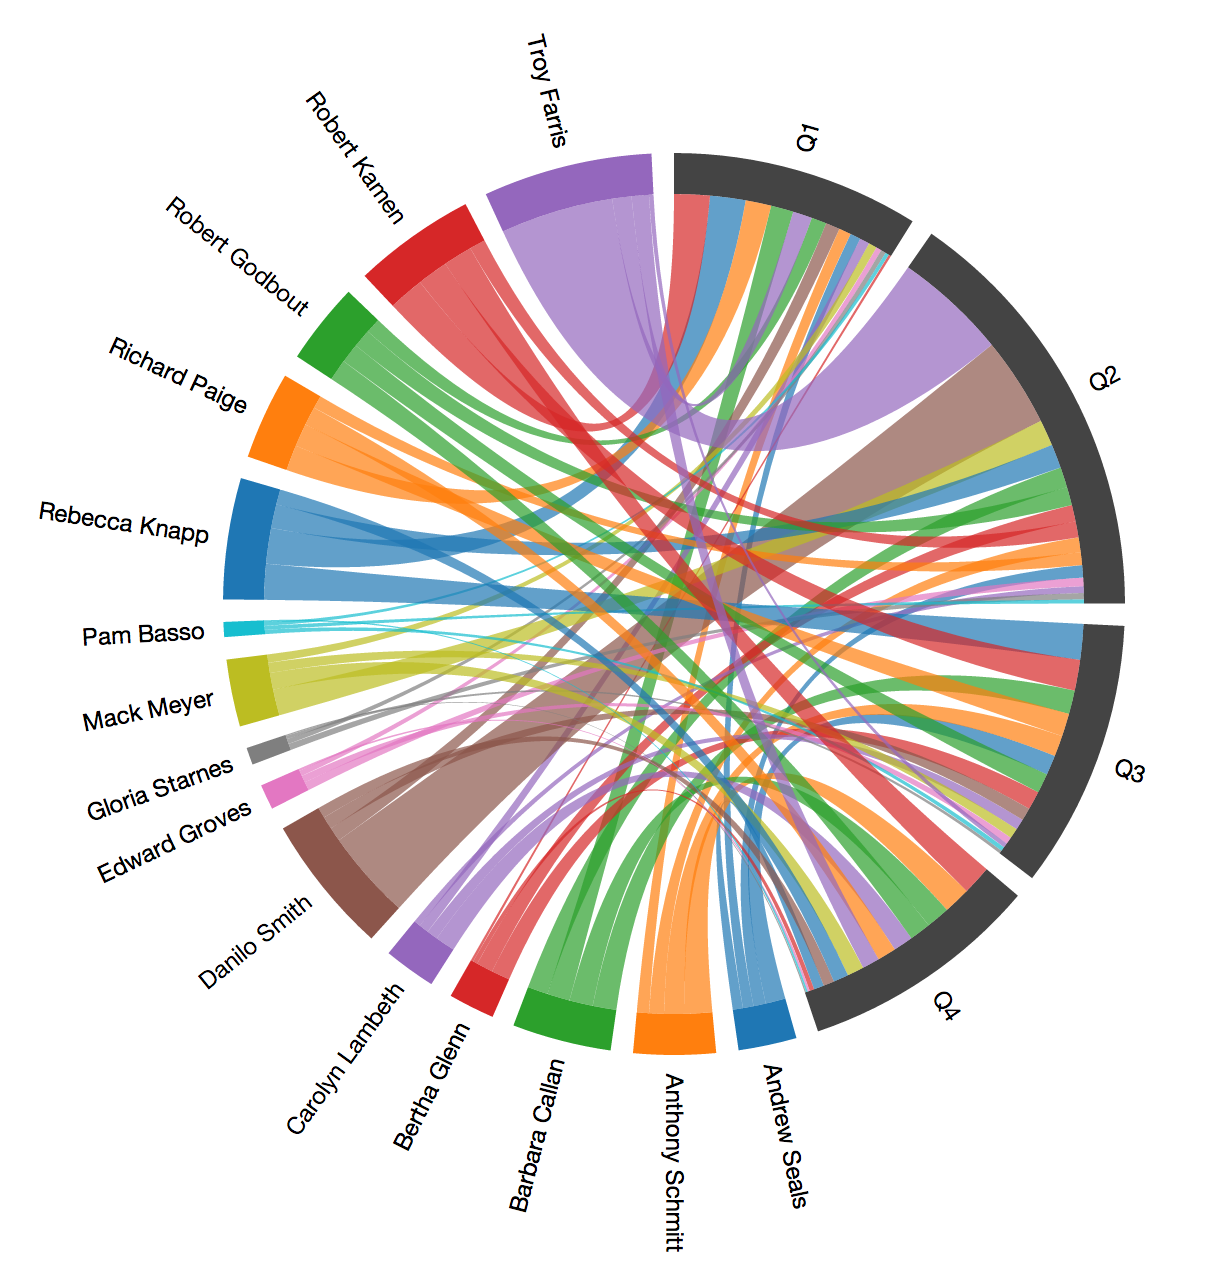 Troy Farris
Q1
Robert Kamen
Robert Godbout
Q2
Richard Paige
Rebecca Knapp
Pam Basso
Mack Meyer
Q3
Gloria Starnes
Edward Groves
Danilo Smith
Q4
Carolyn Lambeth
Bertha Glenn
Barbara Callan
Anthony Schmitt
Andrew Seals